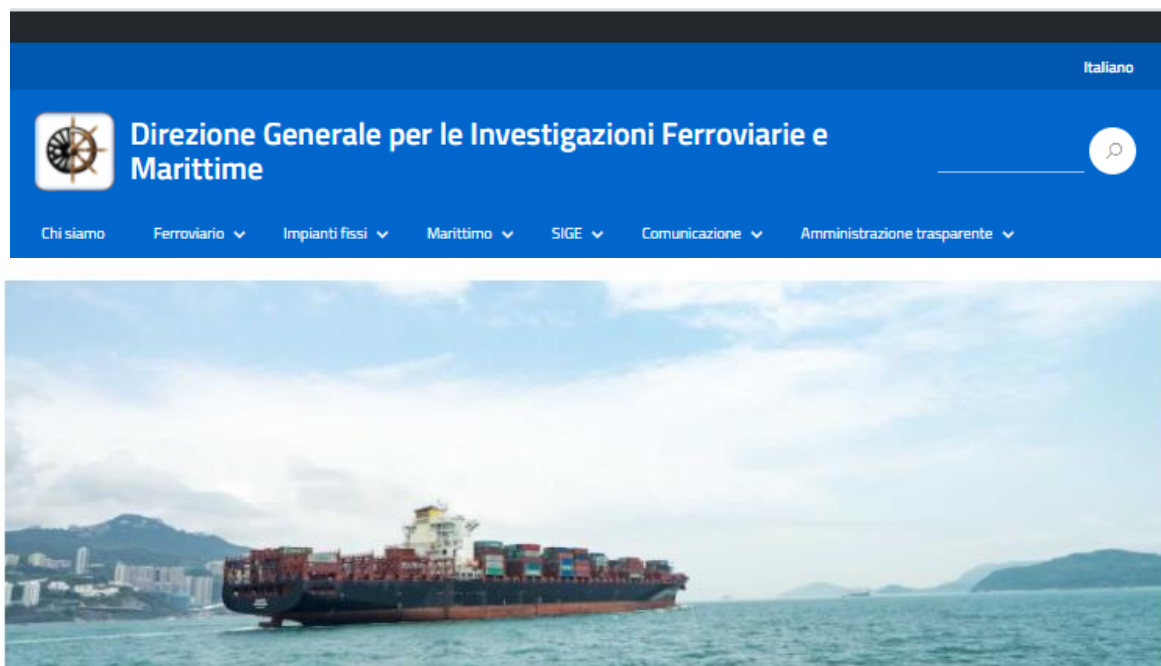 Italiano
Direzione Generale per le Investigazioni Ferroviarie e
Marittime
Chi siamo Ferroviario Impianti fissi Marittimo SIGE Comunicazione Amministrazione trasparente